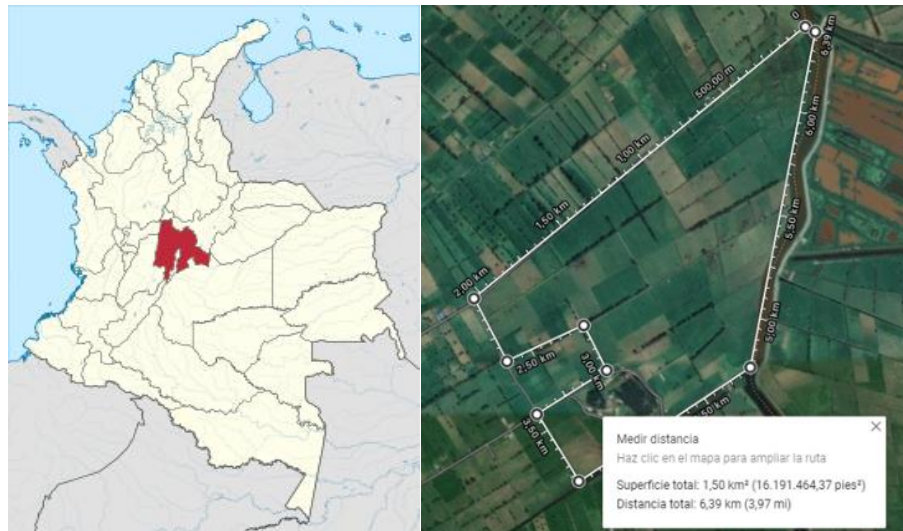 0
6,39 km
500,00 m
6,00 km
1,00 km
1,50 km
5,50 km
2,00 km
5,00 km
2,50 km
3,00 km
3,50 km
50 km
Medir distancia
Haz clic en el mapa para ampliar la ruta
Superficie total: 1,50 km² (16.191.464,37 pies²)
Distancia total: 6,39 km (3,97 mi)